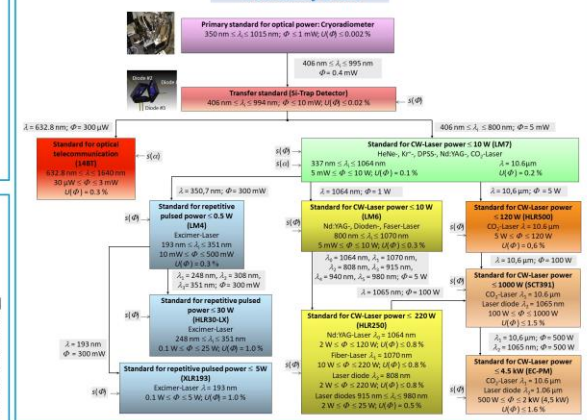 Primary standard for optical power: Cryoradiometer
350 nm ≤ λ ≤ 1015 nm; Φ ≤ 1 mW; U(Φ) ≤ 0.002 %
406 nm ≤ λ ≤ 995 nm
Φ = 0.4 mW
Diode #2
Diode #3
Transfer standard (Si-Trap Detector)
406 nm ≤ λ ≤ 994 nm, Φ ≤ 10 mW; U(Φ) ≤ 0.02 %
s(Φ)
λ = 632.8 nm; Φ = 300 µW
406 nm ≤ λ ≤ 800 nm; Φ = 5 mW
Standard for optical
telecommunication
(14BT)
632.8 nm ≤ λ ≤ 1640 nm
30 µW ≤ Φ ≤ 3 mW
U(Φ) = 0.3 %
s(α)
s(Φ)
s(α)
Standard for CW-Laser power ≤ 10 W (LM7)
HeNe-, Kr⁺-, DPSS-, Nd:YAG-, CO₂-Laser
337 nm ≤ λ ≤ 1064 nm
5 mW ≤ Φ ≤ 10 W; U(Φ) = 0.1 %
λ = 10.6µm
U(Φ) = 0.2 %
λ = 350,7 nm; Φ = 300 mW
λ = 1064 nm; Φ = 1 W
λ = 10,6 µm; Φ = 5 W
s(Φ)
Standard for repetitive
pulsed power ≤ 0.5 W
(LM4)
Excimer-Laser
193 nm ≤ λ ≤ 351 nm
10 mW ≤ Φ ≤ 500 mW
U(Φ) = 0.3 %
s(Φ)
Standard for CW-Laser power ≤ 10 W
(LM6)
Nd:YAG-, Dioden-, Faser-Laser
800 nm ≤ λ ≤ 1070 nm
5 mW ≤ Φ ≤ 10 W; U(Φ) ≤ 0.3 %
s(Φ)
Standard for CW-Laser power
≤ 120 W (HLR500)
CO₂-Laser λ = 10.6 µm
5 W ≤ Φ ≤ 120 W
U(Φ) = 0,6 %
λ₁ = 248 nm, λ₂ = 308 nm,
λ₃ = 351 nm; Φ = 300 mW
= 1064 nm, = 1070 nm,
= 808 nm, = 915 nm,
= 940 nm, = 980 nm; Φ = 5 W
λ = 10,6 µm; Φ = 100 W
λ = 1065 nm; Φ = 100 W
s(Φ)
Standard for CW-Laser power
≤ 1000 W (SCT391)
CO₂-Laser = 10.6 µm
Laser diode = 1065 nm
100 W ≤ Φ ≤ 1000 W
U(Φ) = 1.5 %
s(Φ)
Standard for repetitive pulsed
power ≤ 30 W
(HLR30-LX)
Excimer-Laser
248 nm ≤ λ ≤ 351 nm
0.1 W ≤ Φ ≤ 25 W; U(Φ) = 1.0 %
s(Φ)
Standard for CW-Laser power ≤ 220 W
(HLR250)
Nd:YAG-Laser = 1064 nm
2 W ≤ Φ ≤ 120 W; U(Φ) ≤ 0.8 %
Fiber-Laser = 1070 nm
10 W ≤ Φ ≤ 220 W; U(Φ) ≤ 0.8 %
Laser diode = 808 nm
2 W ≤ Φ ≤ 220 W; U(Φ) ≤ 0.8 %
Laser diodes 915 nm ≤ λ ≤ 980 nm
2 W ≤ Φ ≤ 25 W; U(Φ) = 0.5 %
λ = 193 nm
Φ = 300 mW
λ₁ = 10,6 µm; Φ = 500 W
λ₂ = 1065 nm; Φ = 500 W
s(Φ)
Standard for repetitive pulsed power ≤ 5W
(XLR193)
Excimer-Laser λ = 193 nm
0.1 W ≤ Φ ≤ 5 W; U(Φ) = 1.0 %
s(Φ)
Standard for CW-Laser power
≤ 4.5 kW (EC-PM)
CO₂-Laser = 10.6 µm
Laser diode = 1.06 µm
500 W ≤ Φ ≤ 2 kW (4,5 kW)
U(Φ) = 1.6 %